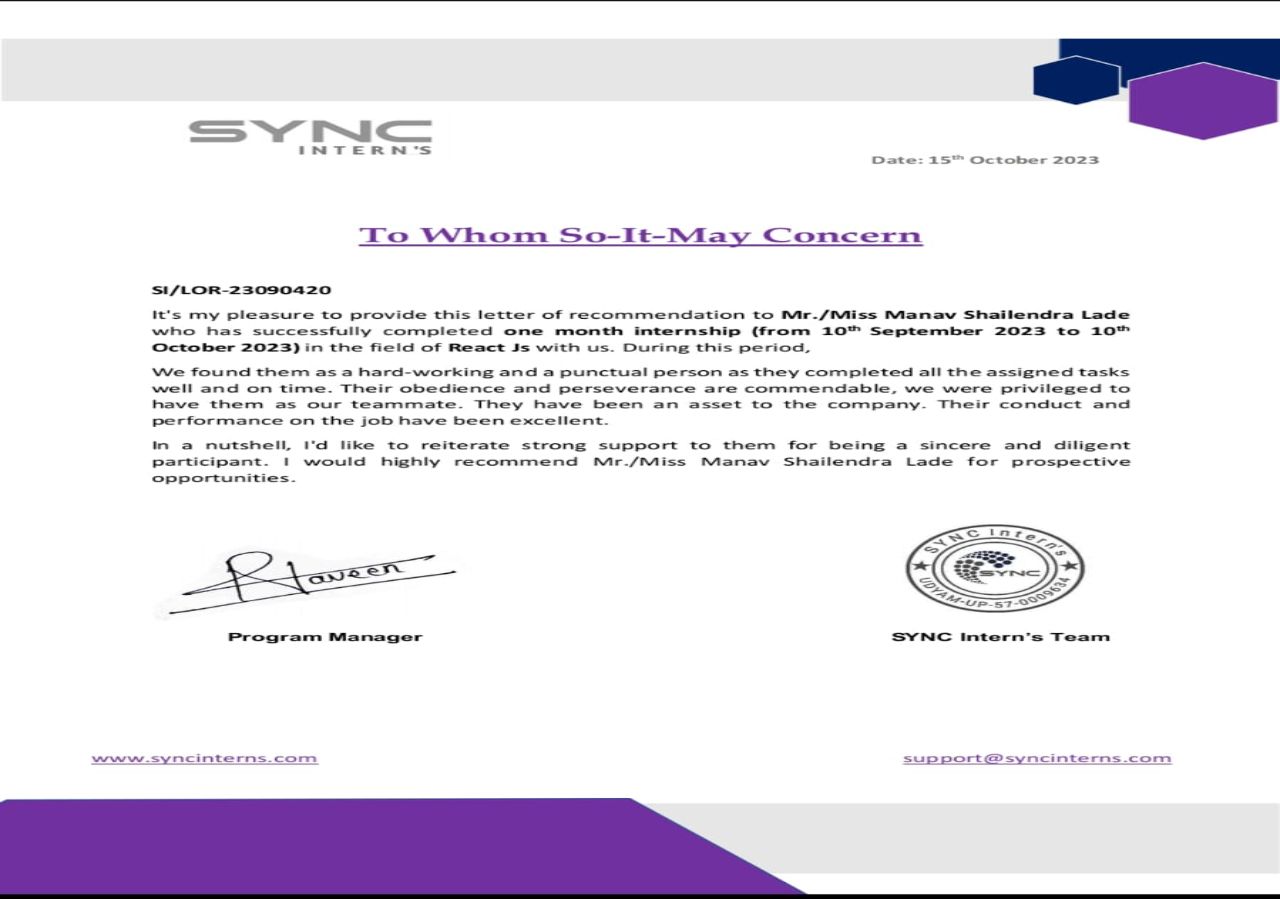 SYNC
INTERN'S
Date: 15th October 2023
To Whom So-It-May Concern
SI/LOR-23090420
It's my pleasure to provide this letter of recommendation to Mr./Miss Manav Shailendra Lade
who has successfully completed one month internship (from 10th September 2023 to 10th
October 2023) in the field of React Js with us. During this period,
We found them as a hard-working and a punctual person as they completed all the assigned tasks
well and on time. Their obedience and perseverance are commendable, we were privileged to
have them as our teammate. They have been an asset to the company. Their conduct and
performance on the job have been excellent.
In a nutshell, I'd like to reiterate strong support to them for being a sincere and diligent
participant. I would highly recommend Mr./Miss Manav Shailendra Lade for prospective
opportunities.
SYNC Intern's
SYNC
UDYAM-UP-57-0009634
Program Manager
SYNC Intern's Team
www.syncinterns.com
support@syncinterns.com